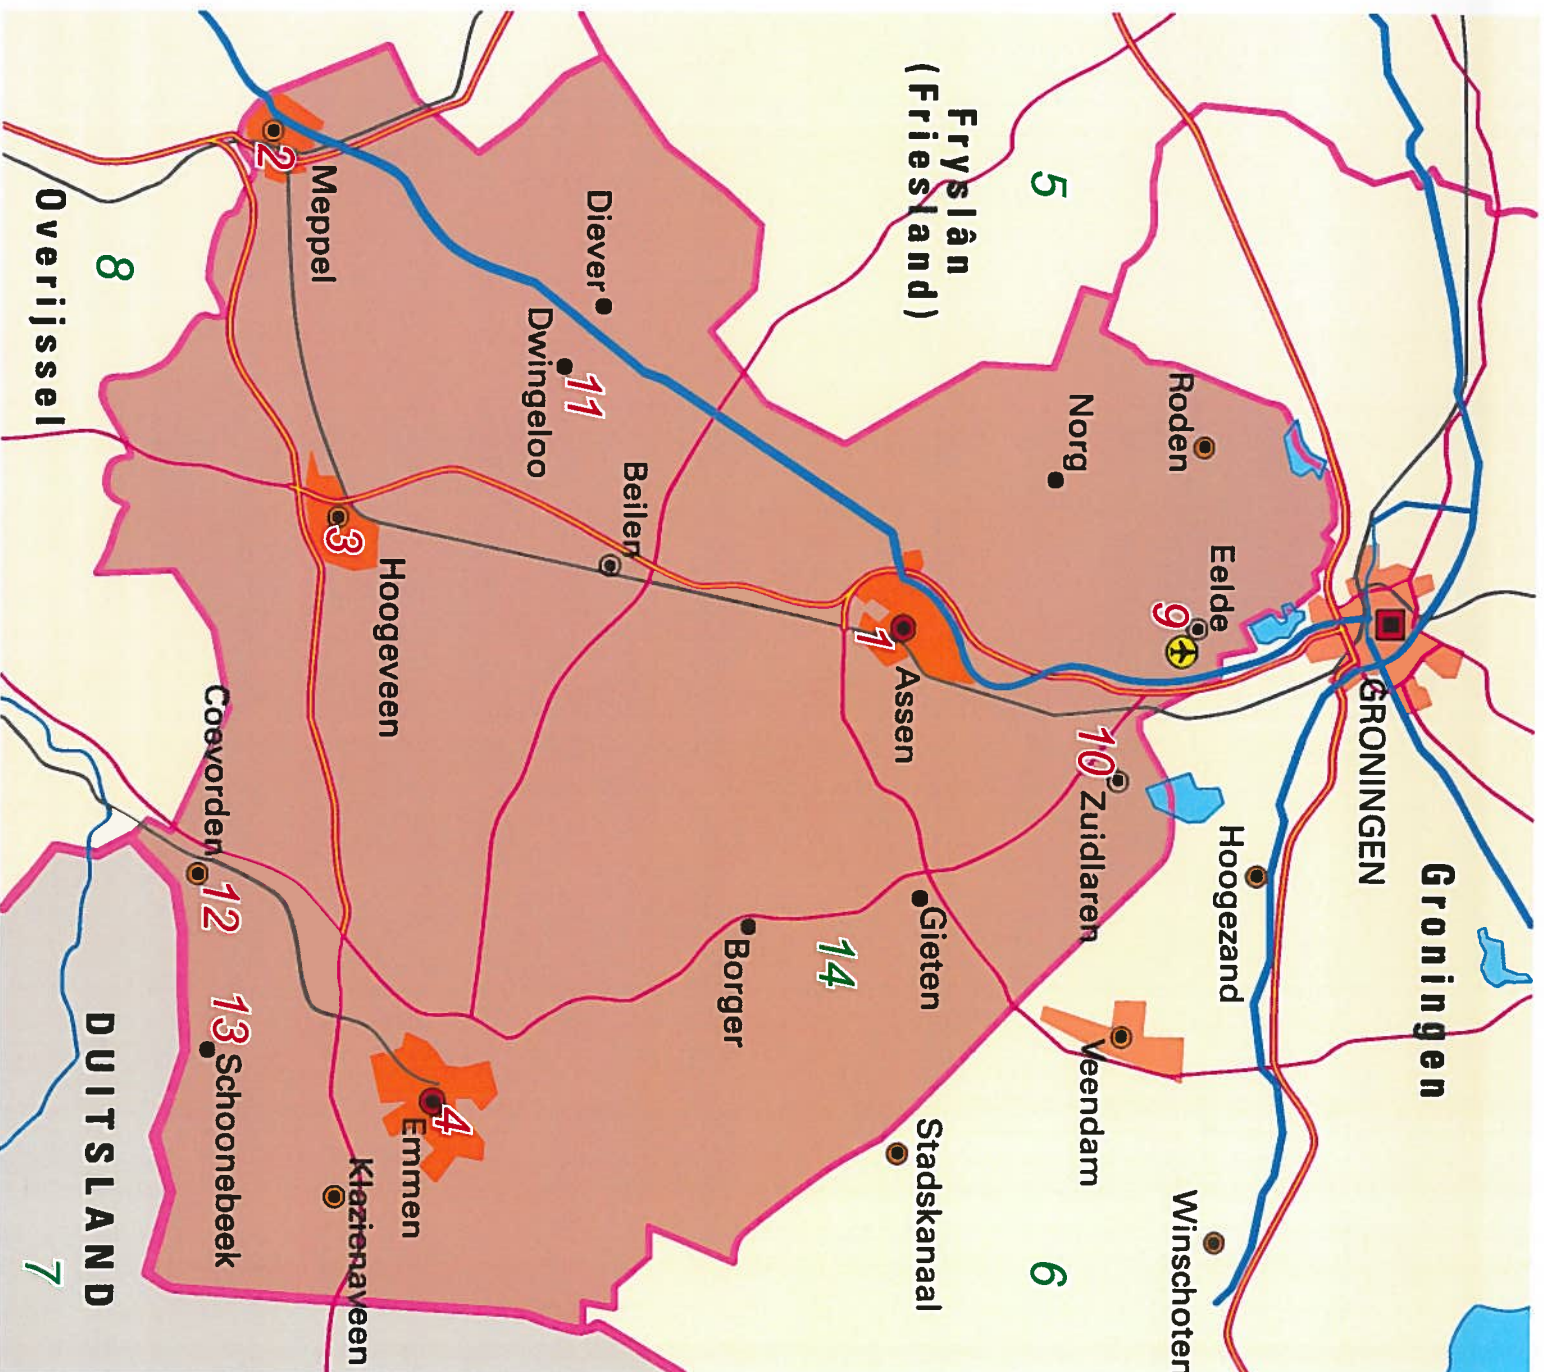 Groningen
GRONINGEN
Hoogezand
Eelde
9
Roden
Winschoten
10
Zuidlaren
Veendam
Norg
5
6
Fryslân
(Friesland)
Stadskanaal
Gieten
Assen
1
14
Borger
Beilen
Diever
11
Dwingeloo
4
Emmen
Hoogeveen
3
Klazienaveen
Meppel
2
13
Schoonebeek
12
Coevorden
8
DUITSLAND
Overijssel
7